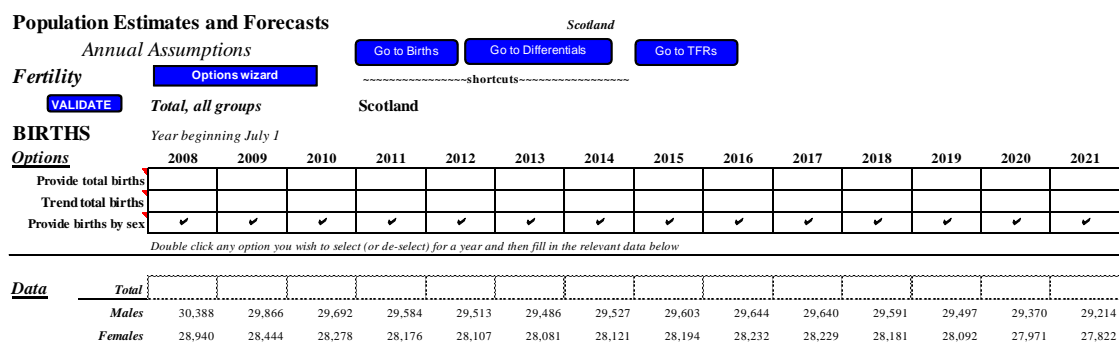 Population Estimates and Forecasts Scotland
Annual Assumptions Go to Births Go to Differentials Go to TFRs
Fertility Options wizard ~~~~~~~~~~~~~~~~shortcuts~~~~~~~~~~~~~~~~~
VALIDATE Total, all groups Scotland
BIRTHS Year beginning July 1
Options 2008 2009 2010 2011 2012 2013 2014 2015 2016 2017 2018 2019 2020 2021
Provide total births
Trend total births
Provide births by sex ✔ ✔ ✔ ✔ ✔ ✔ ✔ ✔ ✔ ✔ ✔ ✔ ✔ ✔
Double click any option you wish to select (or de-select) for a year and then fill in the relevant data below
Data Total
Males 30,388 29,866 29,692 29,584 29,513 29,486 29,527 29,603 29,644 29,640 29,591 29,497 29,370 29,214
Females 28,940 28,444 28,278 28,176 28,107 28,081 28,121 28,194 28,232 28,229 28,181 28,092 27,971 27,822